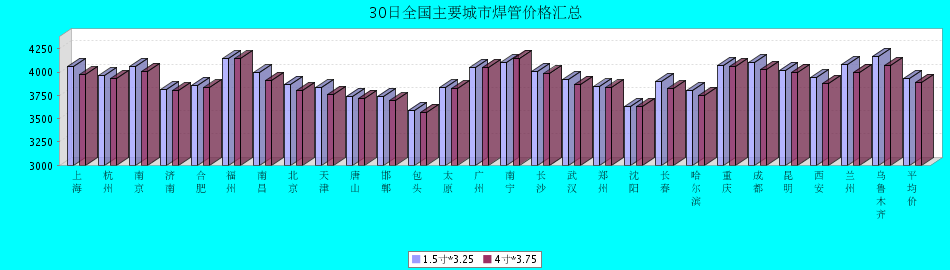 30日全国主要城市焊管价格汇总
4250
4000
3750
3500
3250
3000
上海
杭州
南京
济南
合肥
福州
南昌
北京
天津
唐山
邯郸
包头
太原
广州
南宁
长沙
武汉
郑州
沈阳
长春
哈尔滨
重庆
成都
昆明
西安
兰州
乌鲁木齐
平均价
1.5寸*3.25 4寸*3.75